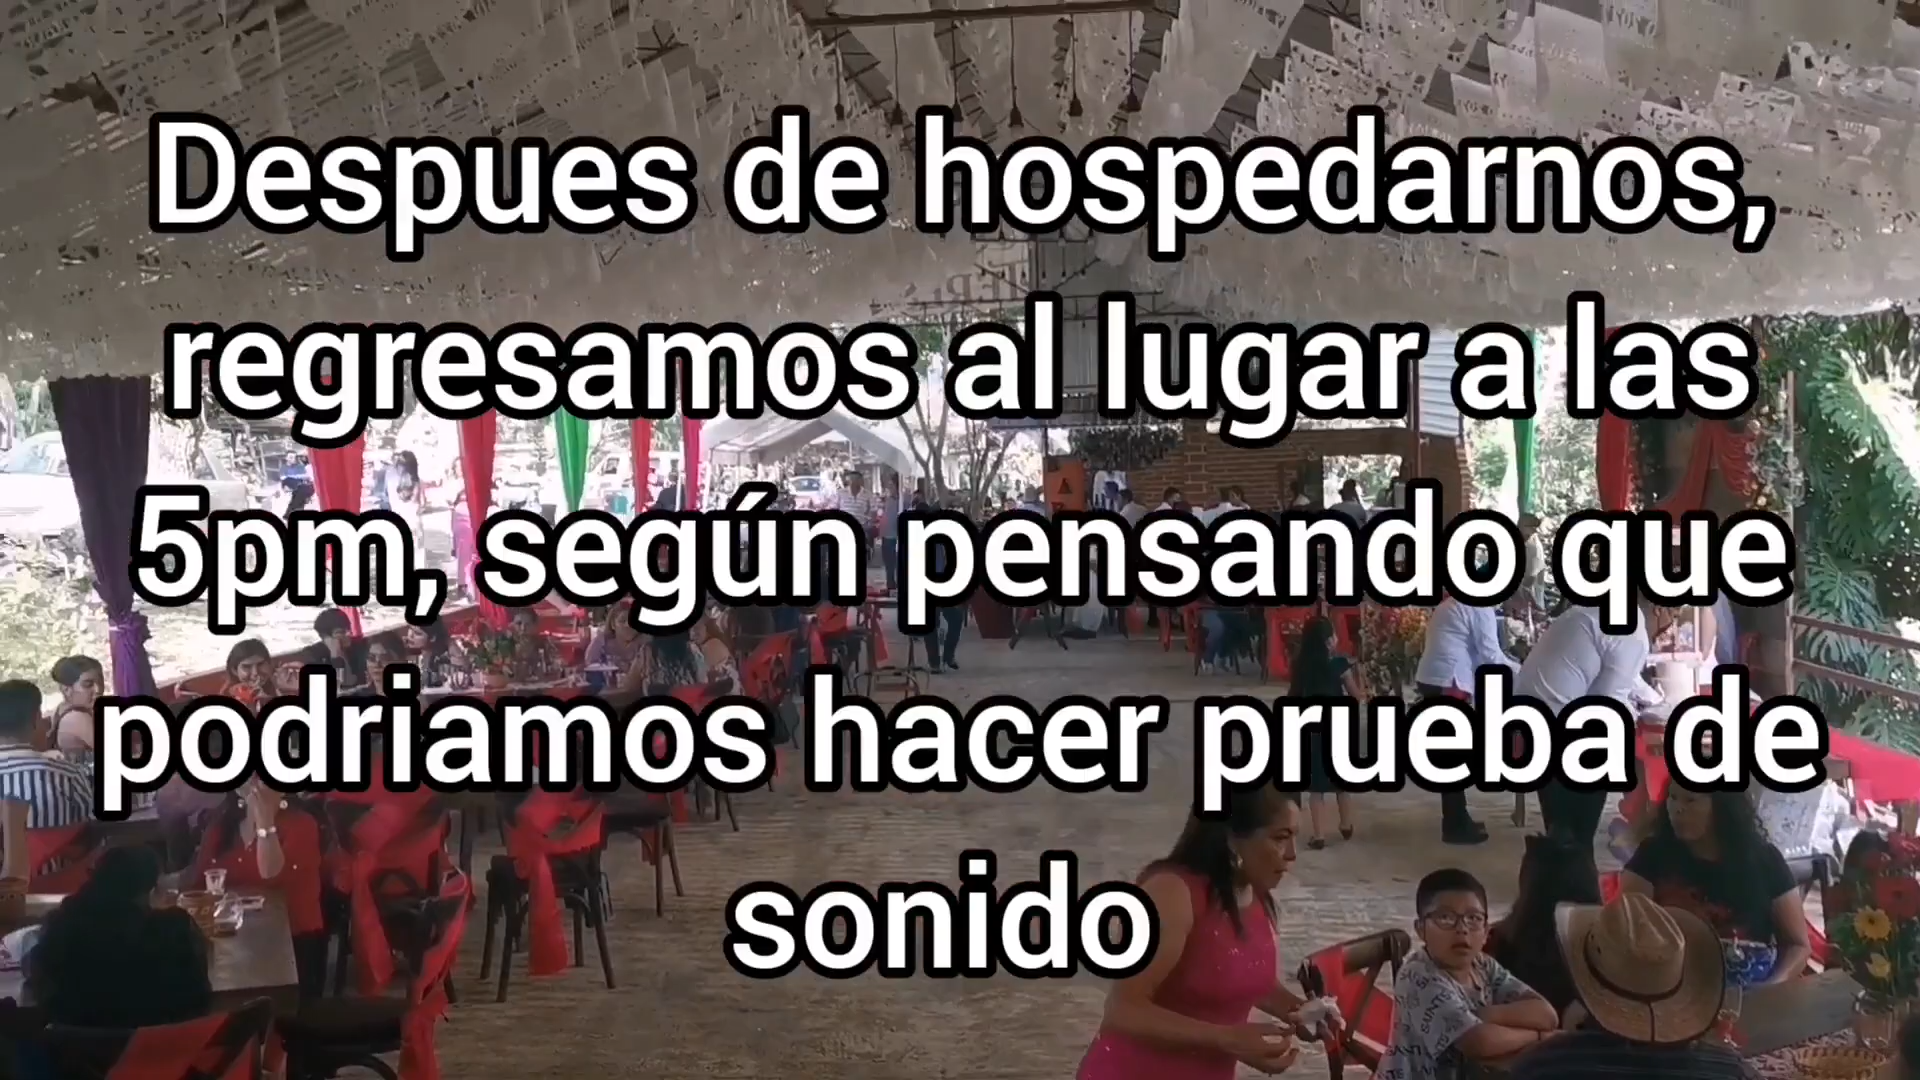 Despues de hospedarnos,
regresamos al lugar a las
5pm, según pensando que
podriamos hacer prueba de
sonido